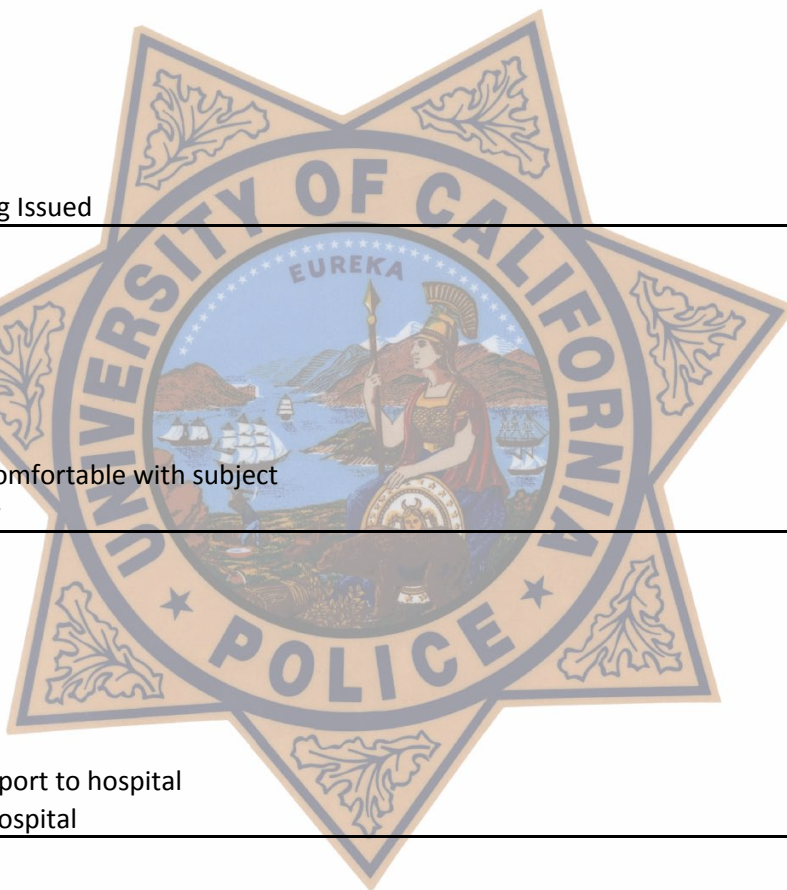 g Issued
UNIVERSITY OF CALIFORNIA
EUREKA
omfortable with subject
POLICE
port to hospital
ospital